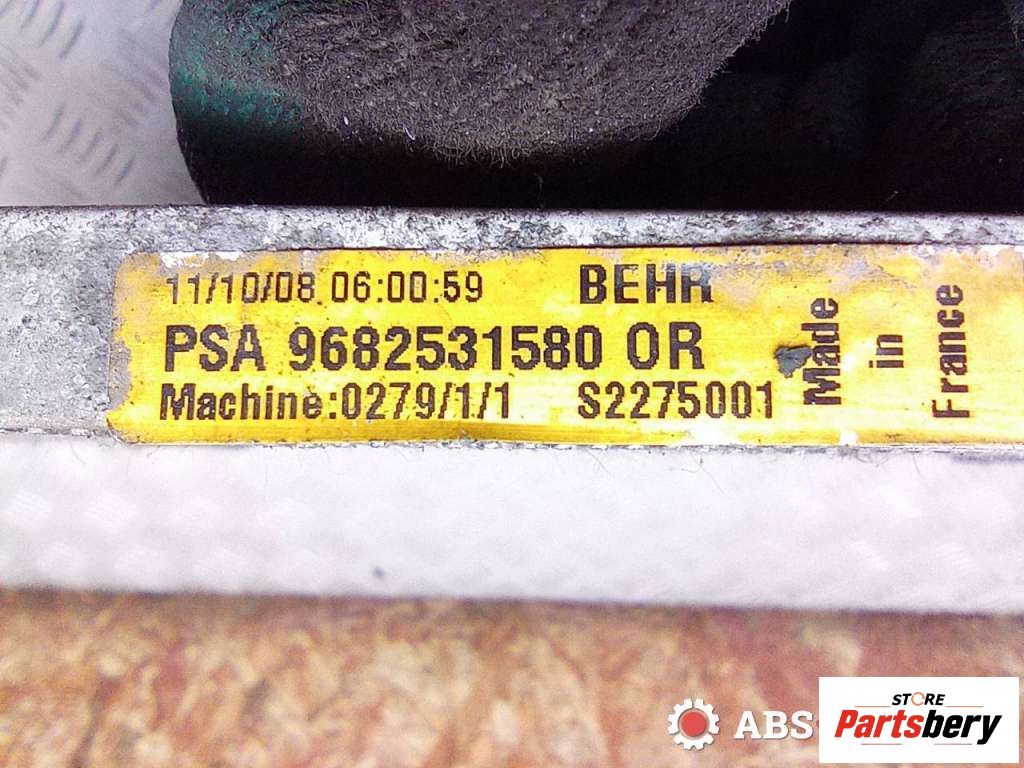 11/10/08 06:00:59 BEHR
PSA 9682531580 OR
Machine:0279/1/1 S2275001
Made
in
France
ABS-
STORE
Partsbery